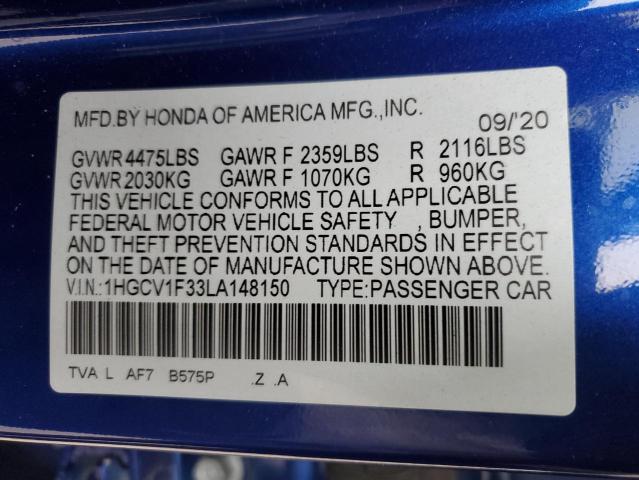 MFD.BY HONDA OF AMERICA MFG.,INC. 09/'20
GVWR 4475LBS GAWR F 2359LBS R 2116LBS
GVWR 2030KG GAWR F 1070KG R 960KG
THIS VEHICLE CONFORMS TO ALL APPLICABLE
FEDERAL MOTOR VEHICLE SAFETY , BUMPER,
AND THEFT PREVENTION STANDARDS IN EFFECT
ON THE DATE OF MANUFACTURE SHOWN ABOVE.
V.I.N.:1HGCV1F33LA148150 TYPE:PASSENGER CAR
TVA L AF7 B575P .Z .A